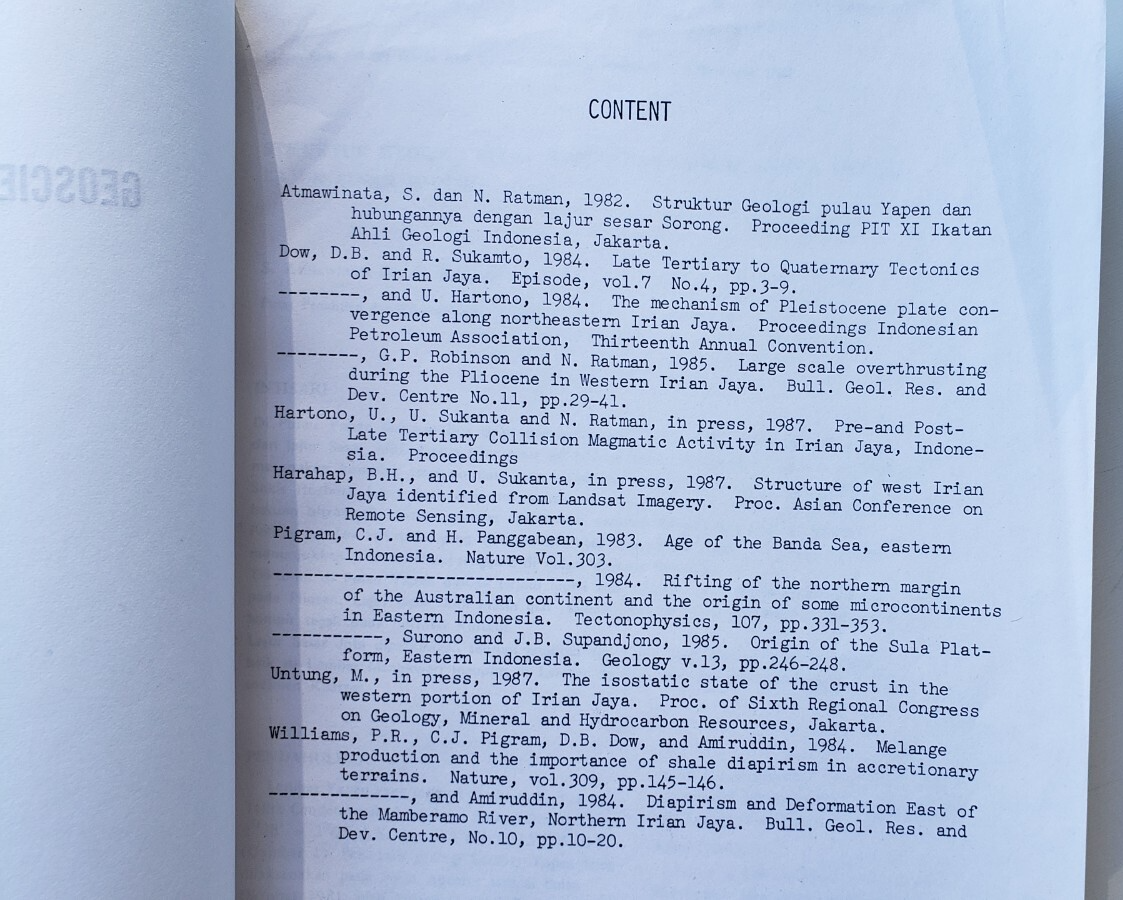 GEOSCIE
CONTENT
Atmawinata, S. dan N. Ratman, 1982. Struktur Geologi pulau Yapen dan
hubungannya dengan lajur sesar Sorong. Proceeding PIT XI Ikatan
Ahli Geologi Indonesia, Jakarta.
Dow, D.B. and R. Sukamto, 1984. Late Tertiary to Quaternary Tectonics
of Irian Jaya. Episode, vol.7 No.4, pp.3-9.
--------, and U. Hartono, 1984. The mechanism of Pleistocene plate con-
vergence along northeastern Irian Jaya. Proceedings Indonesian
Petroleum Association, Thirteenth Annual Convention.
--------, G.P. Robinson and N. Ratman, 1985. Large scale overthrusting
during the Pliocene in Western Irian Jaya. Bull. Geol. Res. and
Dev. Centre No.11, pp.29-41.
Hartono, U., U. Sukanta and N. Ratman, in press, 1987. Pre-and Post-
Late Tertiary Collision Magmatic Activity in Irian Jaya, Indone-
sia. Proceedings
Harahap, B.H., and U. Sukanta, in press, 1987. Structure of west Irian
Jaya identified from Landsat Imagery. Proc. Asian Conference on
Remote Sensing, Jakarta.
Pigram, C.J. and H. Panggabean, 1983. Age of the Banda Sea, eastern
Indonesia. Nature Vol.303.
------------------------------, 1984. Rifting of the northern margin
of the Australian continent and the origin of some microcontinents
in Eastern Indonesia. Tectonophysics, 107, pp.331-353.
-----------, Surono and J.B. Supandjono, 1985. Origin of the Sula Plat-
form, Eastern Indonesia. Geology v.13, pp.246-248.
Untung, M., in press, 1987. The isostatic state of the crust in the
western portion of Irian Jaya. Proc. of Sixth Regional Congress
on Geology, Mineral and Hydrocarbon Resources, Jakarta.
Williams, P.R., C.J. Pigram, D.B. Dow, and Amiruddin, 1984. Melange
production and the importance of shale diapirism in accretionary
terrains. Nature, vol.309, pp.145-146.
--------------, and Amiruddin, 1984. Diapirism and Deformation East of
the Mamberamo River, Northern Irian Jaya. Bull. Geol. Res. and
Dev. Centre, No.10, pp.10-20.